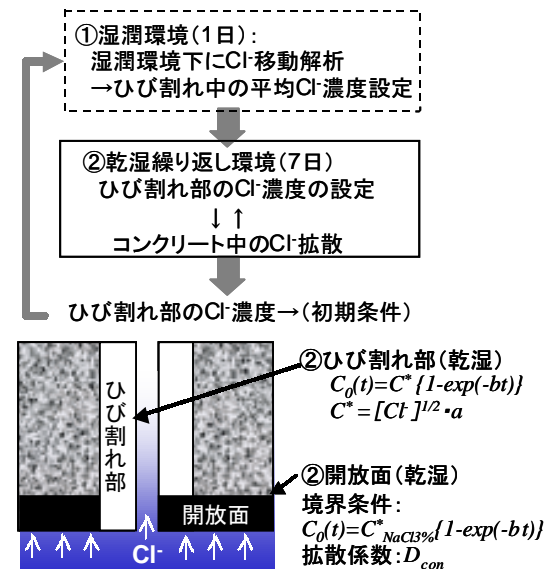 ①湿潤環境（1日）：
湿潤環境下にCl⁻移動解析
→ひび割れ中の平均Cl⁻濃度設定
②乾湿繰り返し環境（7日）
ひび割れ部のCl⁻濃度の設定
↓ ↑
コンクリート中のCl⁻拡散
ひび割れ部のCl⁻濃度→（初期条件）
ひび割れ部
②ひび割れ部（乾湿）
C₀(t)=C*{1-exp(-bt)}
C*=[Cl⁻]^{1/2}・a
②開放面（乾湿）
境界条件：
C₀(t)=C*_{NaCl3%}{1-exp(-bt)}
拡散係数：D_{con}
開放面
Cl⁻